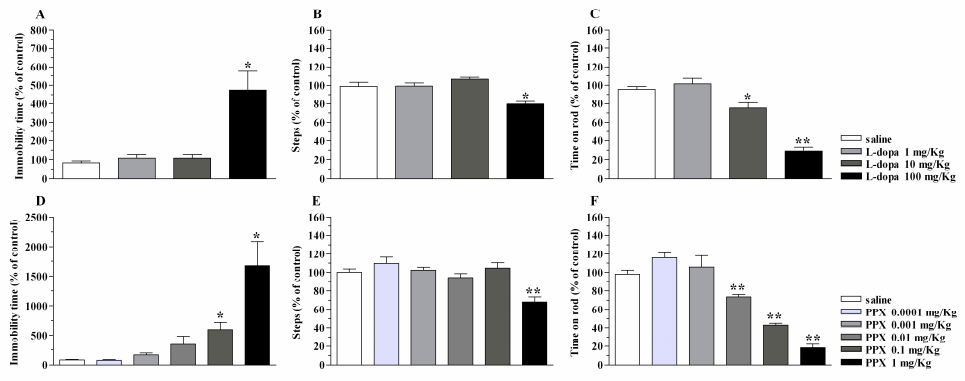 A
Immobility time (% of control)
800
700
600
500
400
300
200
100
0
*
B
Steps (% of control)
160
140
120
100
80
60
40
20
0
*
C
Time on rod (% of control)
160
140
120
100
80
60
40
20
0
*
**
saline
L-dopa 1 mg/Kg
L-dopa 10 mg/Kg
L-dopa 100 mg/Kg
D
Immobility time (% of control)
2500
2000
1500
1000
500
0
*
*
E
Steps (% of control)
160
140
120
100
80
60
40
20
0
**
F
Time on rod (% of control)
160
140
120
100
80
60
40
20
0
**
**
**
saline
PPX 0.0001 mg/Kg
PPX 0.001 mg/Kg
PPX 0.01 mg/Kg
PPX 0.1 mg/Kg
PPX 1 mg/Kg